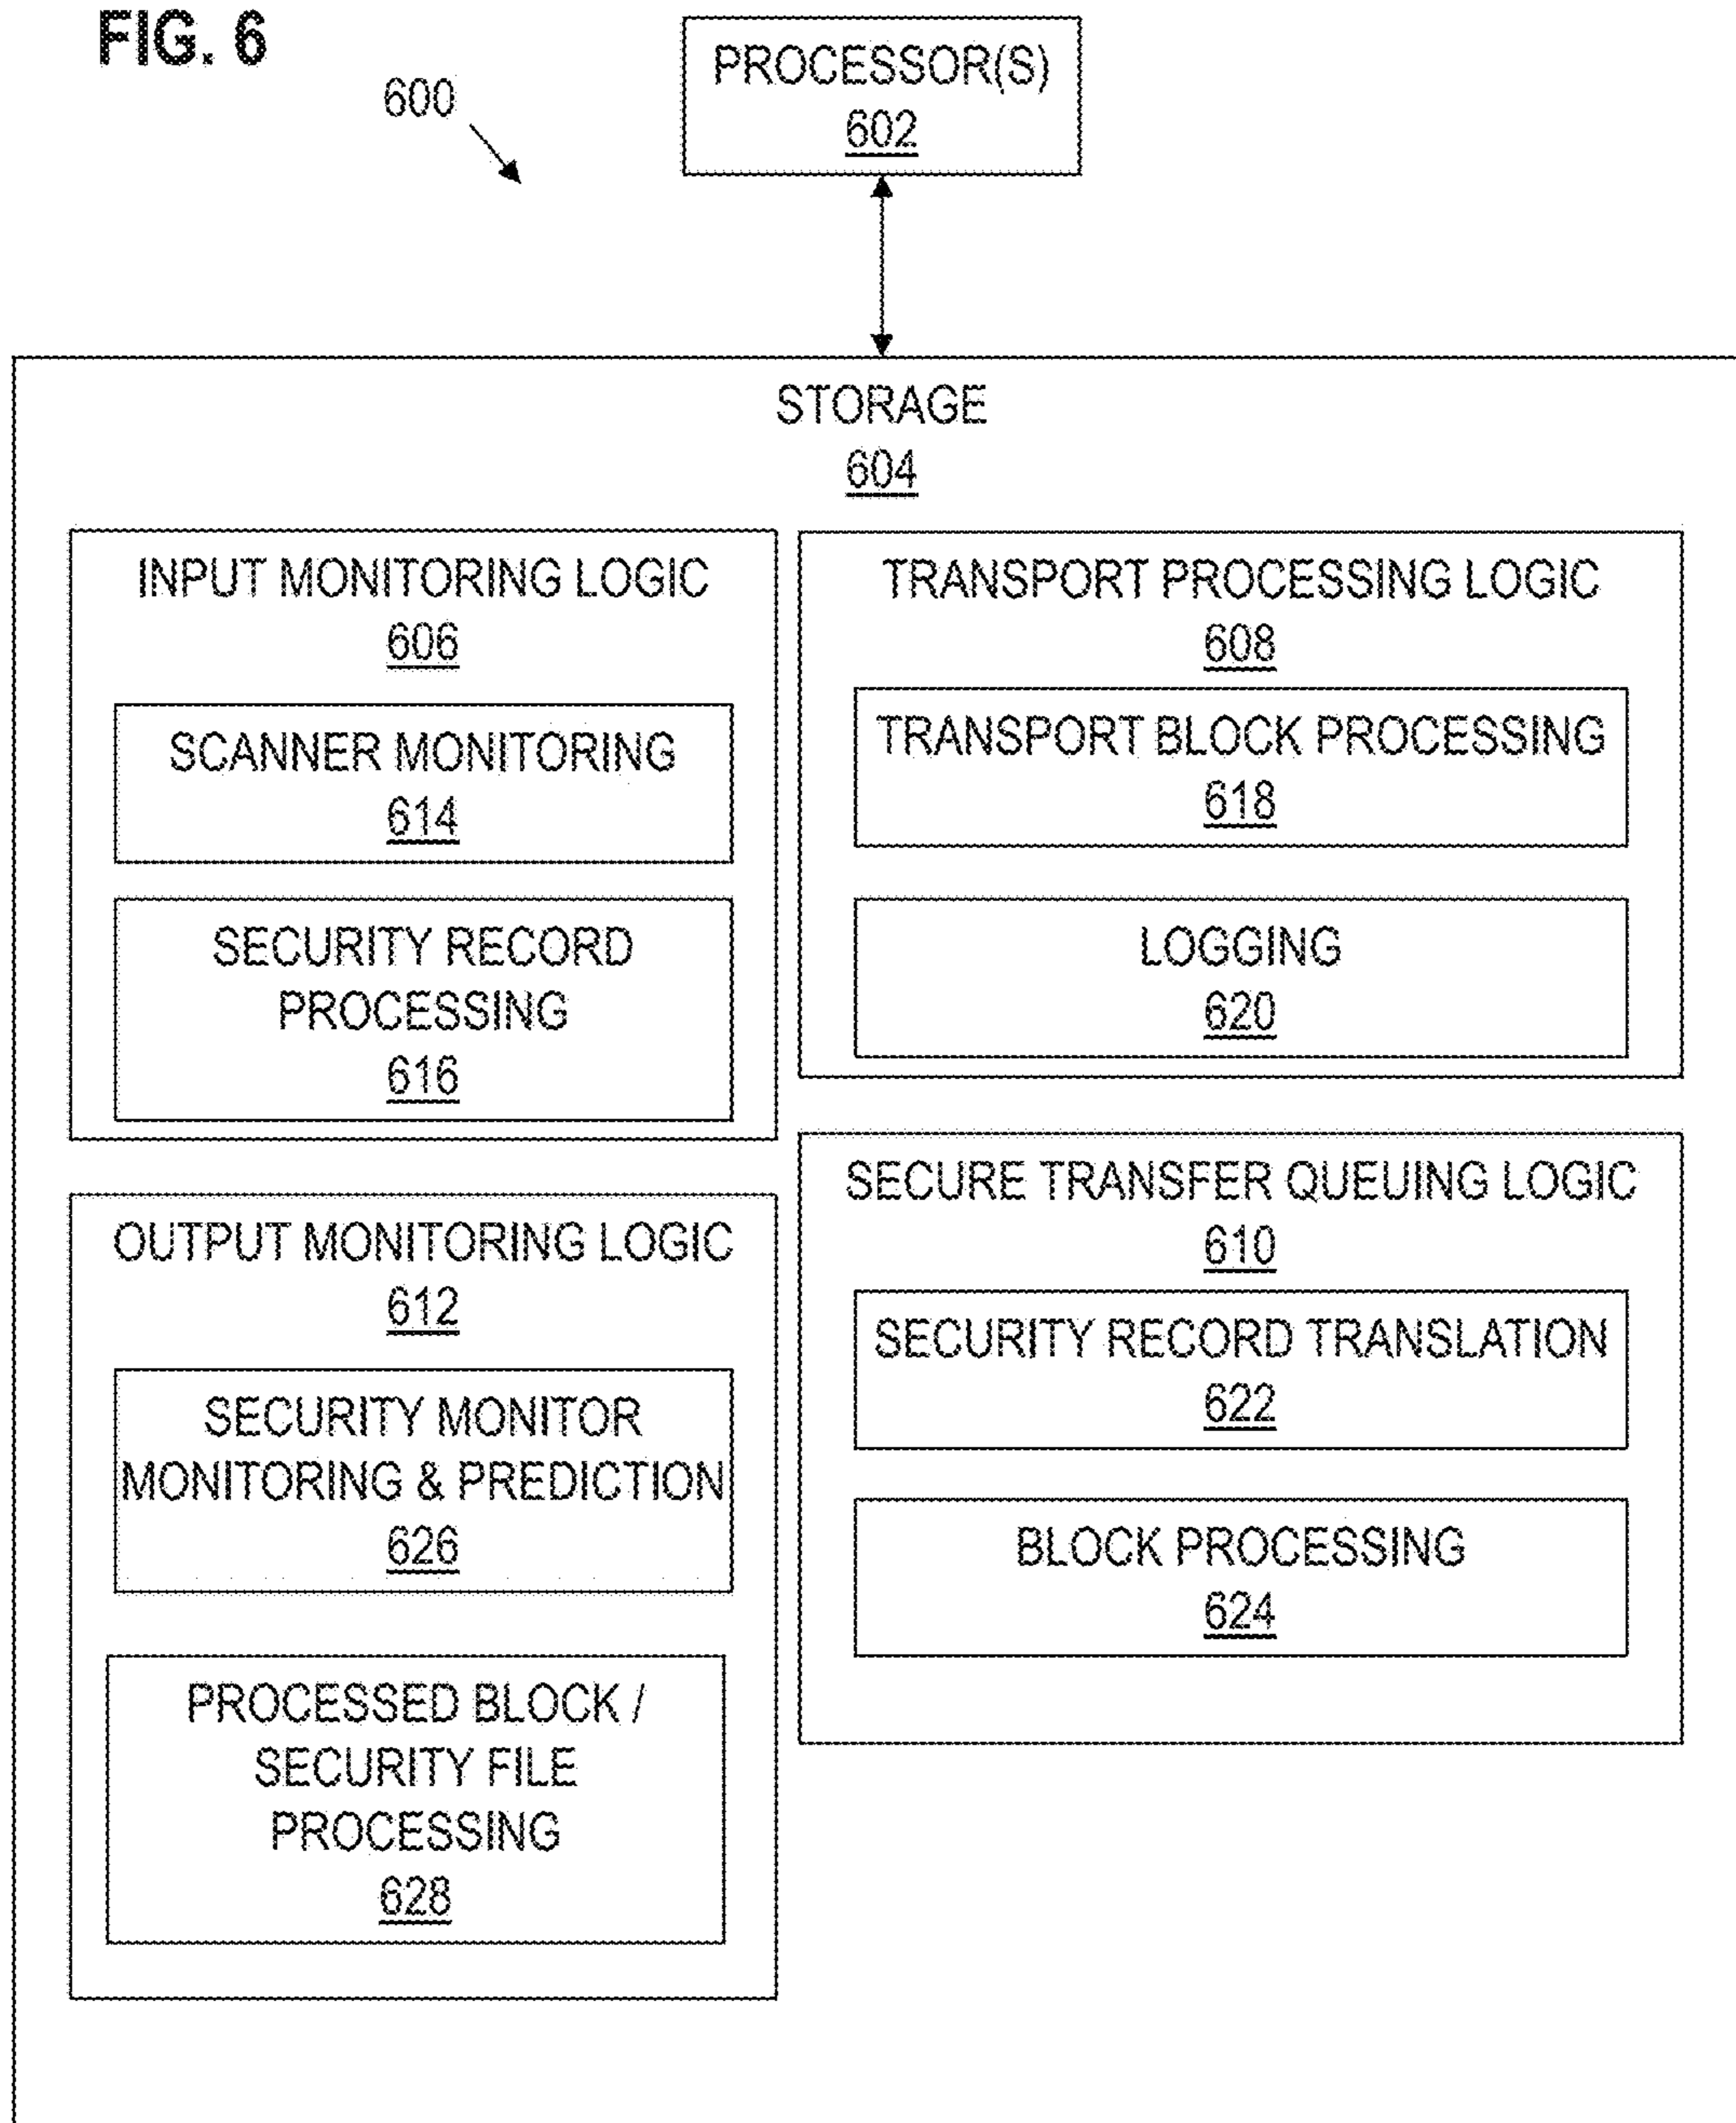 FIG. 6
600
PROCESSOR(S)
602
STORAGE
604
INPUT MONITORING LOGIC
606
SCANNER MONITORING
614
SECURITY RECORD
PROCESSING
616
TRANSPORT PROCESSING LOGIC
608
TRANSPORT BLOCK PROCESSING
618
LOGGING
620
OUTPUT MONITORING LOGIC
612
SECURITY MONITOR
MONITORING & PREDICTION
626
PROCESSED BLOCK /
SECURITY FILE
PROCESSING
628
SECURE TRANSFER QUEUING LOGIC
610
SECURITY RECORD TRANSLATION
622
BLOCK PROCESSING
624